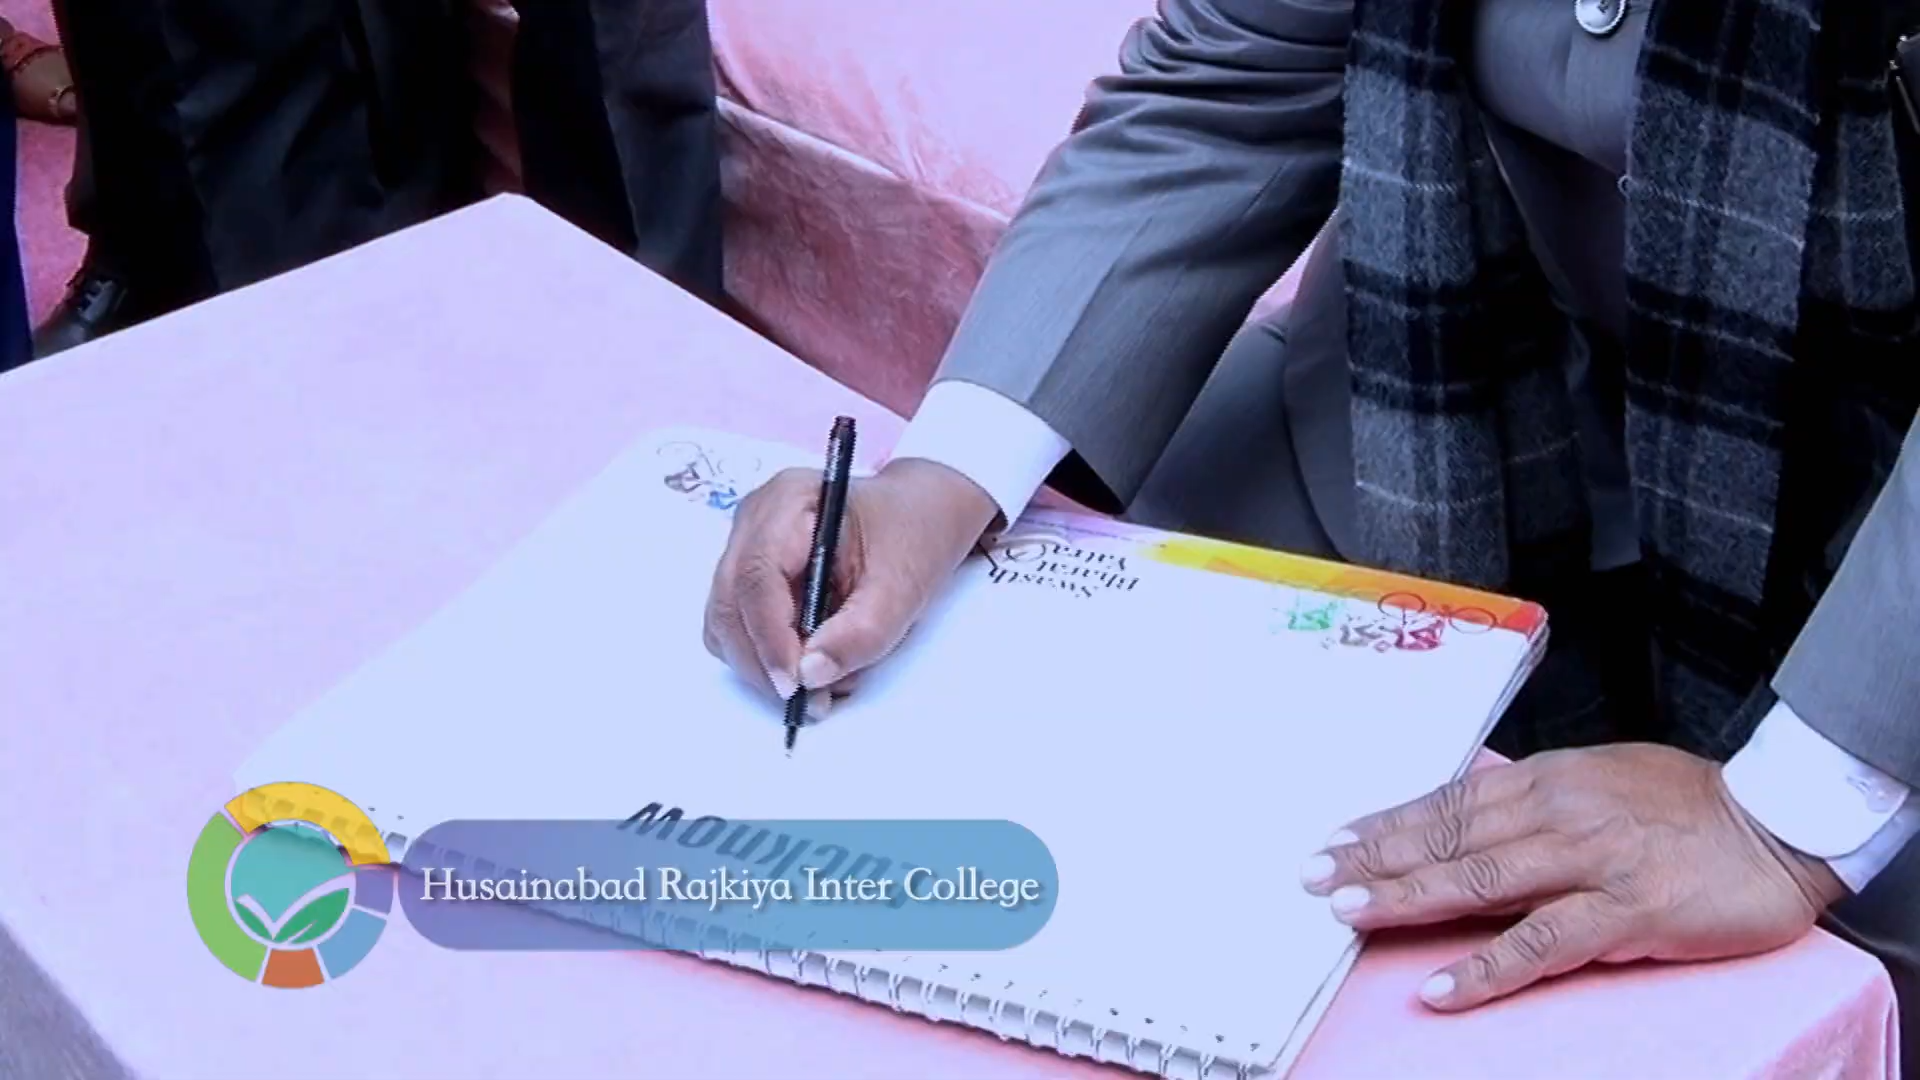 Swasth
Bharat
Yatra
Lucknow
Husainabad Rajkiya Inter College